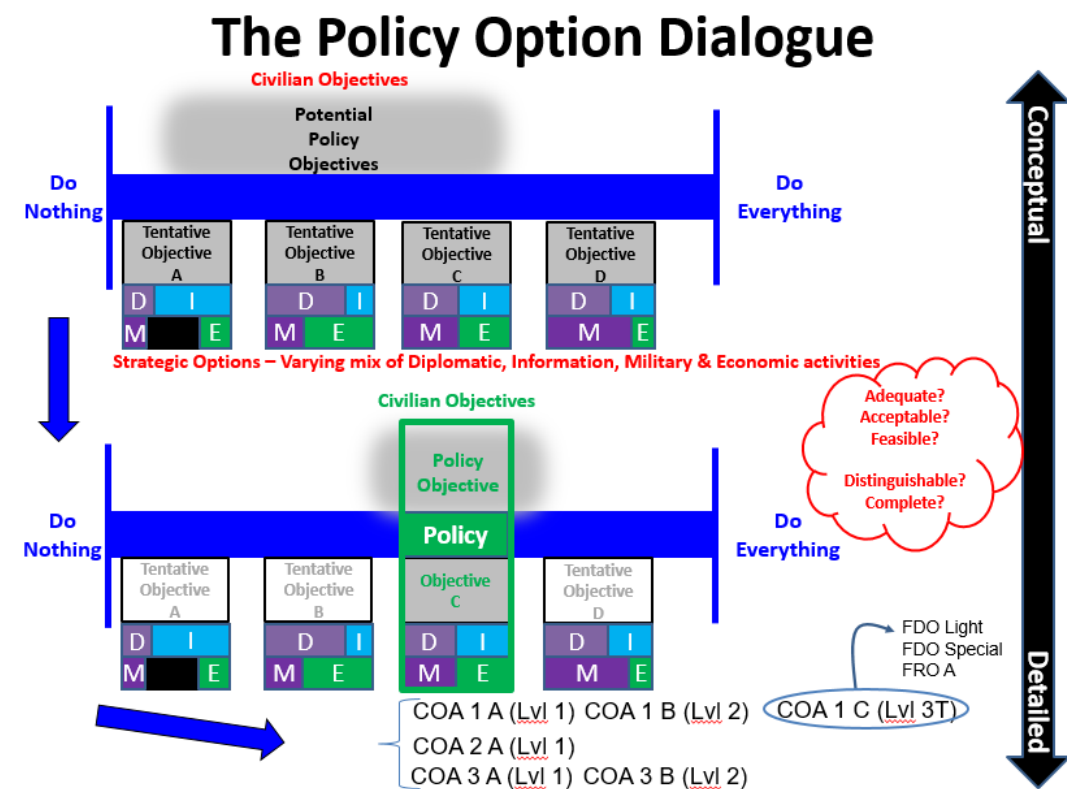 The Policy Option Dialogue
Civilian Objectives
Potential
Policy
Objectives
Do
Nothing
Do
Everything
Conceptual
Tentative
Objective
A
Tentative
Objective
B
Tentative
Objective
C
Tentative
Objective
D
D I
D I
D I
D I
M E
M E
M E
M E
Strategic Options – Varying mix of Diplomatic, Information, Military & Economic activities
Adequate?
Acceptable?
Feasible?
Distinguishable?
Complete?
Civilian Objectives
Policy
Objective
Policy
Do
Nothing
Do
Everything
Tentative
Objective
A
Tentative
Objective
B
Objective
C
Tentative
Objective
D
D I
D I
D I
D I
M E
M E
M E
M E
FDO Light
FDO Special
FRO A
Detailed
COA 1 A (Lvl 1) COA 1 B (Lvl 2) COA 1 C (Lvl 3T)
COA 2 A (Lvl 1)
COA 3 A (Lvl 1) COA 3 B (Lvl 2)